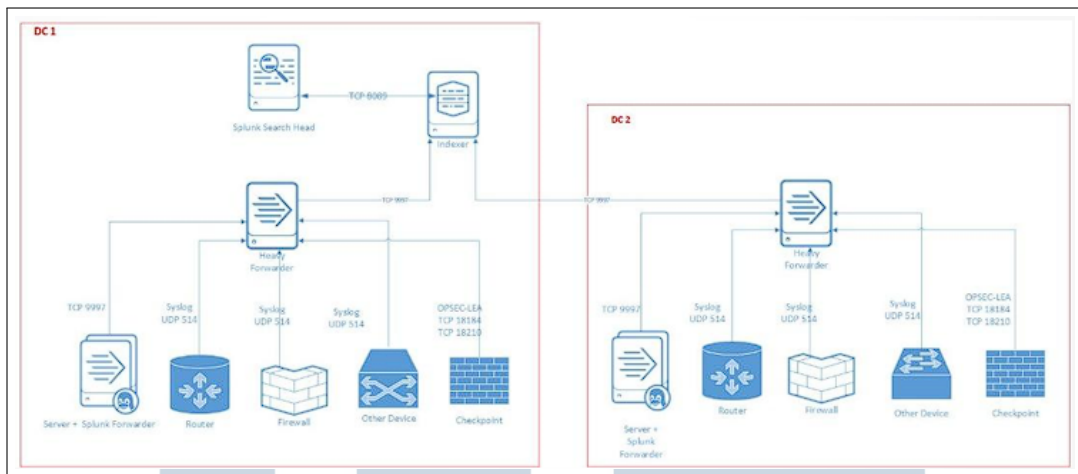 DC 1
TCP 8089
Splunk Search Head
Indexer
TCP 9997
Heavy
Forwarder
TCP 9997
Syslog
UDP 514
Syslog
UDP 514
Syslog
UDP 514
OPSEC-LEA
TCP 18184
TCP 18210
Server + Splunk Forwarder
Router
Firewall
Other Device
Checkpoint
DC 2
TCP 9997
Heavy
Forwarder
TCP 9997
Syslog
UDP 514
Syslog
UDP 514
Syslog
UDP 514
OPSEC-LEA
TCP 18184
TCP 18210
Server +
Splunk
Forwarder
Router
Firewall
Other Device
Checkpoint